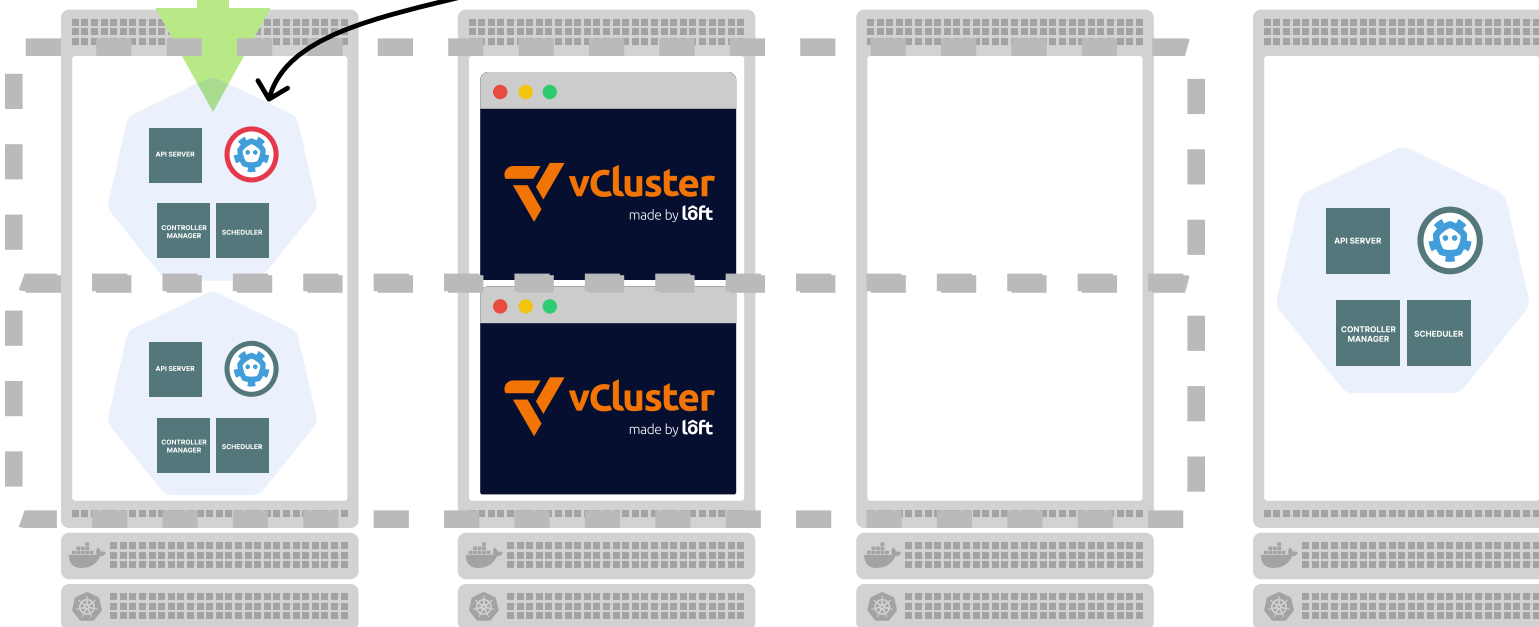 API SERVER
CONTROLLER
MANAGER
SCHEDULER
vCluster
made by lôft
API SERVER
CONTROLLER
MANAGER
SCHEDULER
API SERVER
CONTROLLER
MANAGER
SCHEDULER
vCluster
made by lôft